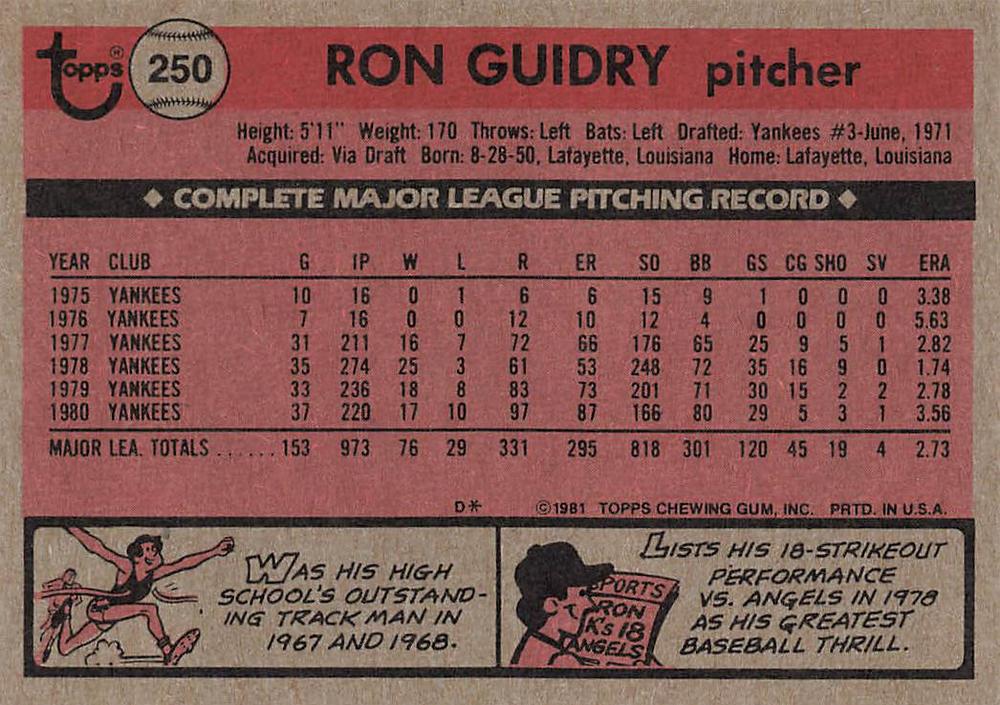 topps® 250 RON GUIDRY pitcher
Height: 5'11" Weight: 170 Throws: Left Bats: Left Drafted: Yankees #3-June, 1971
Acquired: Via Draft Born: 8-28-50, Lafayette, Louisiana Home: Lafayette, Louisiana
◆ COMPLETE MAJOR LEAGUE PITCHING RECORD ◆
YEAR CLUB G IP W L R ER SO BB GS CG SHO SV ERA
1975 YANKEES 10 16 0 1 6 6 15 9 1 0 0 0 3.38
1976 YANKEES 7 16 0 0 12 10 12 4 0 0 0 0 5.63
1977 YANKEES 31 211 16 7 72 66 176 65 25 9 5 1 2.82
1978 YANKEES 35 274 25 3 61 53 248 72 35 16 9 0 1.74
1979 YANKEES 33 236 18 8 83 73 201 71 30 15 2 2 2.78
1980 YANKEES 37 220 17 10 97 87 166 80 29 5 3 1 3.56
MAJOR LEA. TOTALS ...... 153 973 76 29 331 295 818 301 120 45 19 4 2.73
D* ©1981 TOPPS CHEWING GUM, INC. PRTD. IN U.S.A.
WAS HIS HIGH
SCHOOL'S OUTSTAND-
ING TRACK MAN IN
1967 AND 1968.
SPORTS
RON
K's 18
ANGELS
LISTS HIS 18-STRIKEOUT
PERFORMANCE
VS. ANGELS IN 1978
AS HIS GREATEST
BASEBALL THRILL.